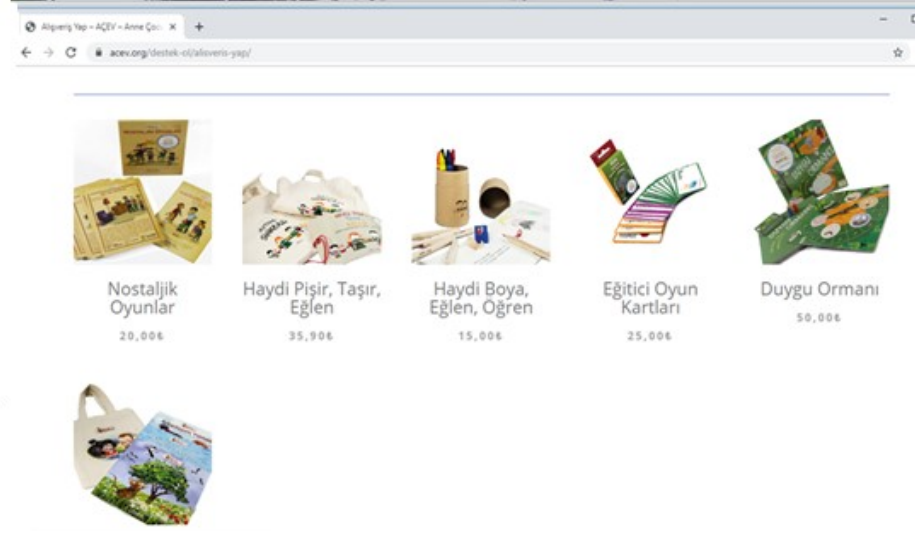 Alışveriş Yap – AÇEV – Anne Çoc
acev.org/destek-ol/alisveris-yap/
Nostaljik
Oyunlar
20,00₺
Haydi Pişir, Taşır,
Eğlen
35,90₺
Haydi Boya,
Eğlen, Öğren
15,00₺
Eğitici Oyun
Kartları
25,00₺
Duygu Ormanı
50,00₺